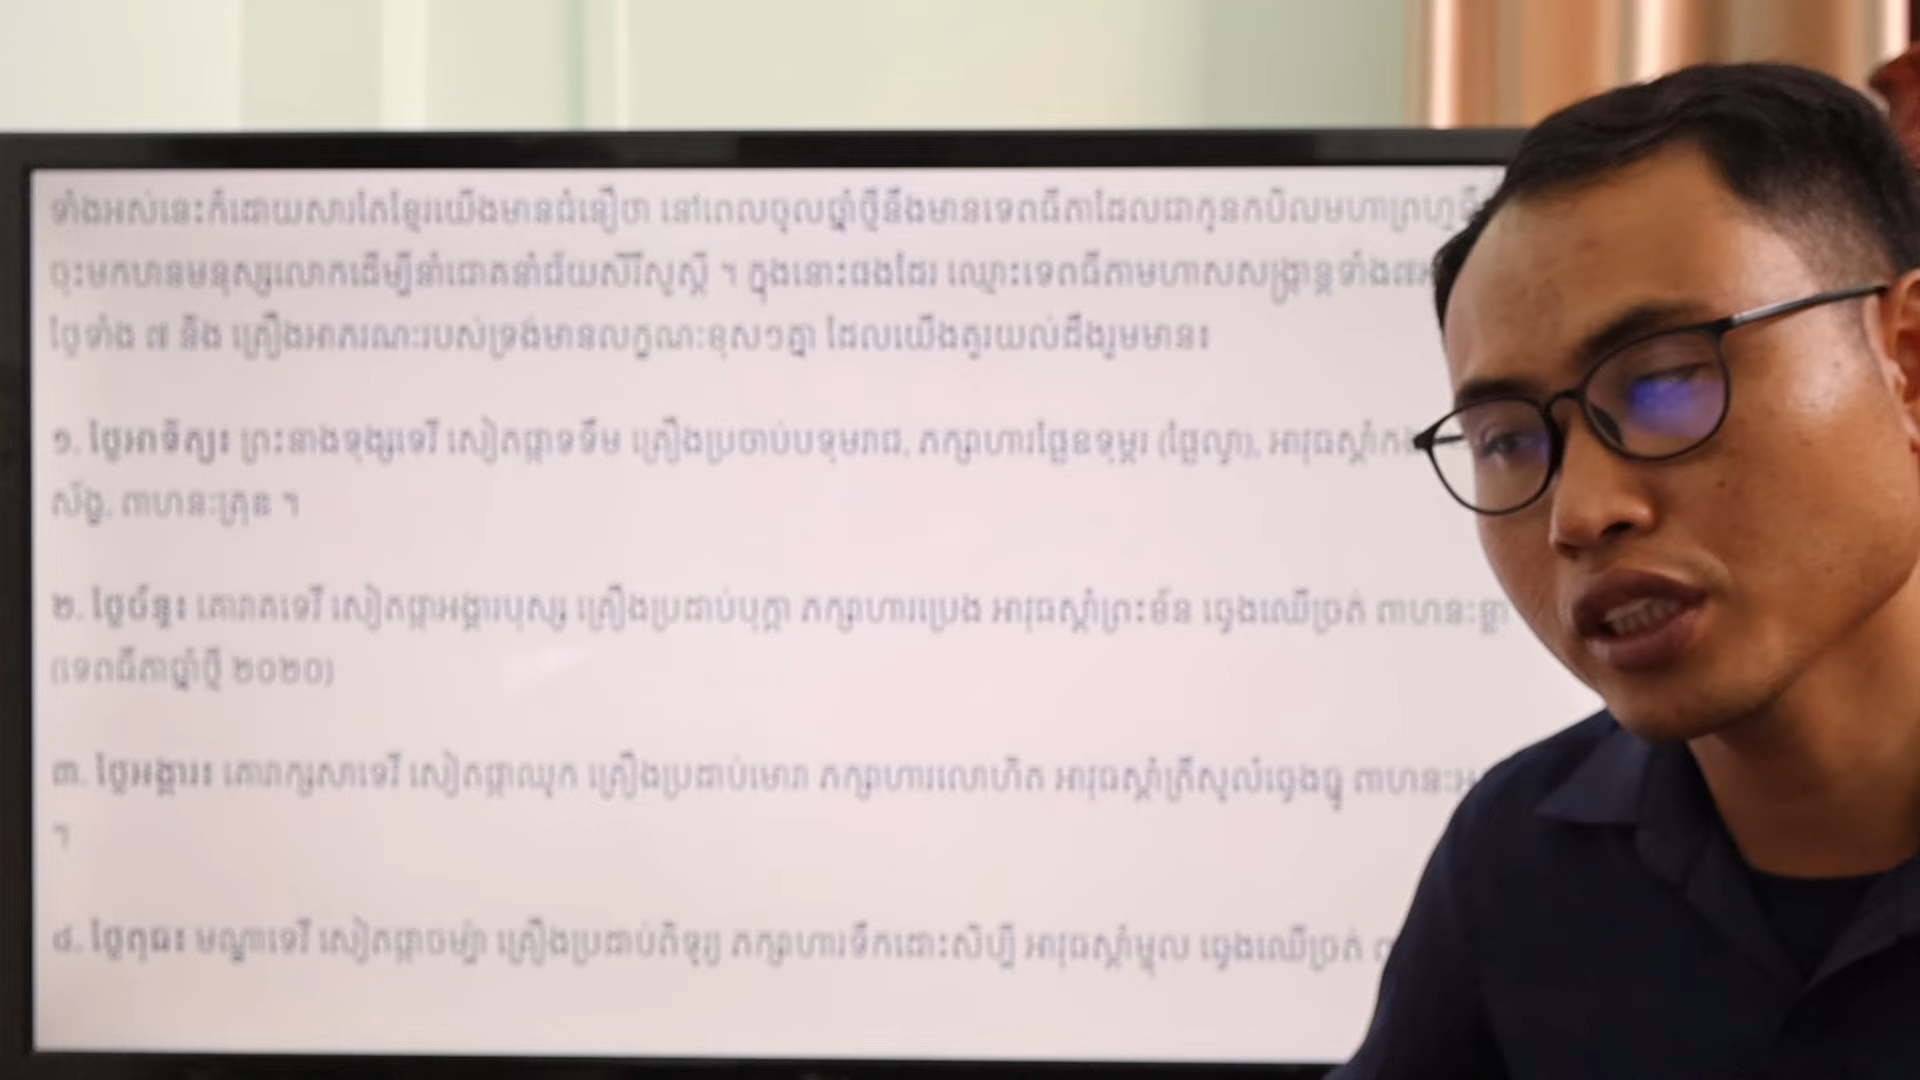 ទាំងអស់នេះក៏ដោយសារតែខ្មែរយើងមានជំនឿថា នៅពេលចូលឆ្នាំថ្មីនឹងមានទេពធីតាដែលជាកូនកបិលមហាព្រហ្ម
ចុះមកឋានមនុស្សលោកដើម្បីនាំជោគនាំជ័យសិរីសួស្តី ។ ក្នុងនោះផងដែរ ឈ្មោះទេពធីតាមហាសង្ក្រាន្តទាំង៧
ថ្ងៃទាំង ៧ និង គ្រឿងអាភរណៈរបស់ទ្រង់មានលក្ខណៈខុសៗគ្នា ដែលយើងគួរយល់ដឹងរួមមាន៖
១. ថ្ងៃអាទិត្យ៖ ព្រះនាងទុង្សទេវី សៀតផ្កាទទឹម គ្រឿងប្រចាប់បទុមរាជ, ភក្សាហារផ្លែឧទុម្ពរ (ផ្លែល្វា), អាវុធស្តាំ
ស័ង្ខ, ពាហនៈគ្រុឌ ។
២. ថ្ងៃច័ន្ទ៖ គោរាគទេវី សៀតផ្កាអង្គារបុស្ស គ្រឿងប្រដាប់បុក្តា ភក្សាហារប្រេង អាវុធស្តាំព្រះខ័ន ឆ្វេងឈើច្រត់ ពាហនៈខ្លា
(ទេពធីតាឆ្នាំថ្មី ២០២០)
៣. ថ្ងៃអង្គារ៖ គោរាក្សសាទេវី សៀតផ្កាឈូក គ្រឿងប្រដាប់មោរា ភក្សាហារលោហិត អាវុធស្តាំត្រីសូលំឆ្វេងធ្នូ ពាហនៈ
។
៤. ថ្ងៃពុធ៖ មណ្ឌាទេវី សៀតផ្កាចម្ប៉ា គ្រឿងប្រដាប់ពិទូរ្យ ភក្សាហារទឹកដោះសិប្បី អាវុធស្តាំម្ជុល ឆ្វេងឈើច្រត់